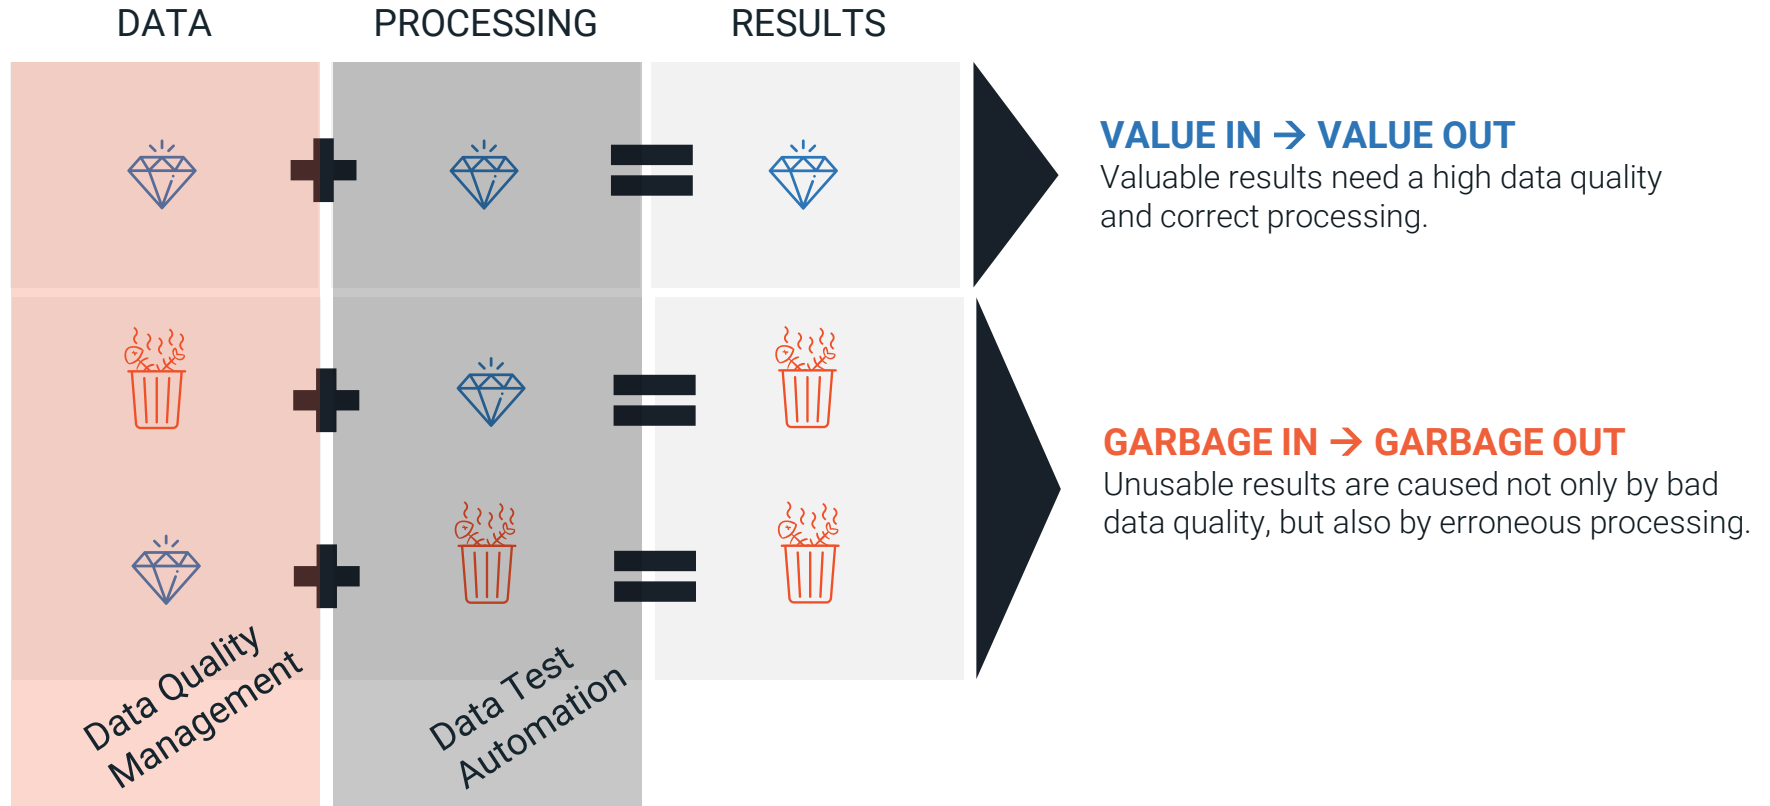 DATA
PROCESSING
RESULTS
VALUE IN → VALUE OUT
Valuable results need a high data quality
and correct processing.
GARBAGE IN → GARBAGE OUT
Unusable results are caused not only by bad
data quality, but also by erroneous processing.
Data Quality
Management
Data Test
Automation